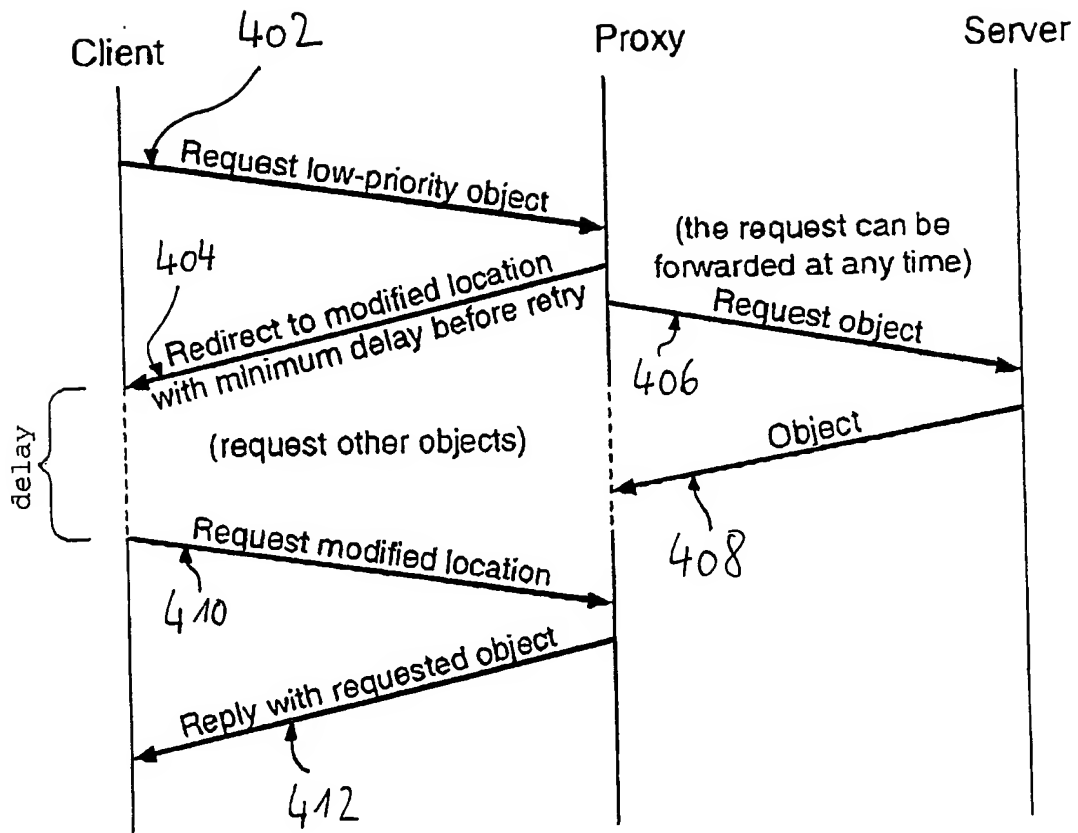 Client
402
Proxy
Server
Request low-priority object
(the request can be
forwarded at any time)
404
Redirect to modified location
with minimum delay before retry
Request object
406
delay
(request other objects)
Object
408
Request modified location
410
Reply with requested object
412